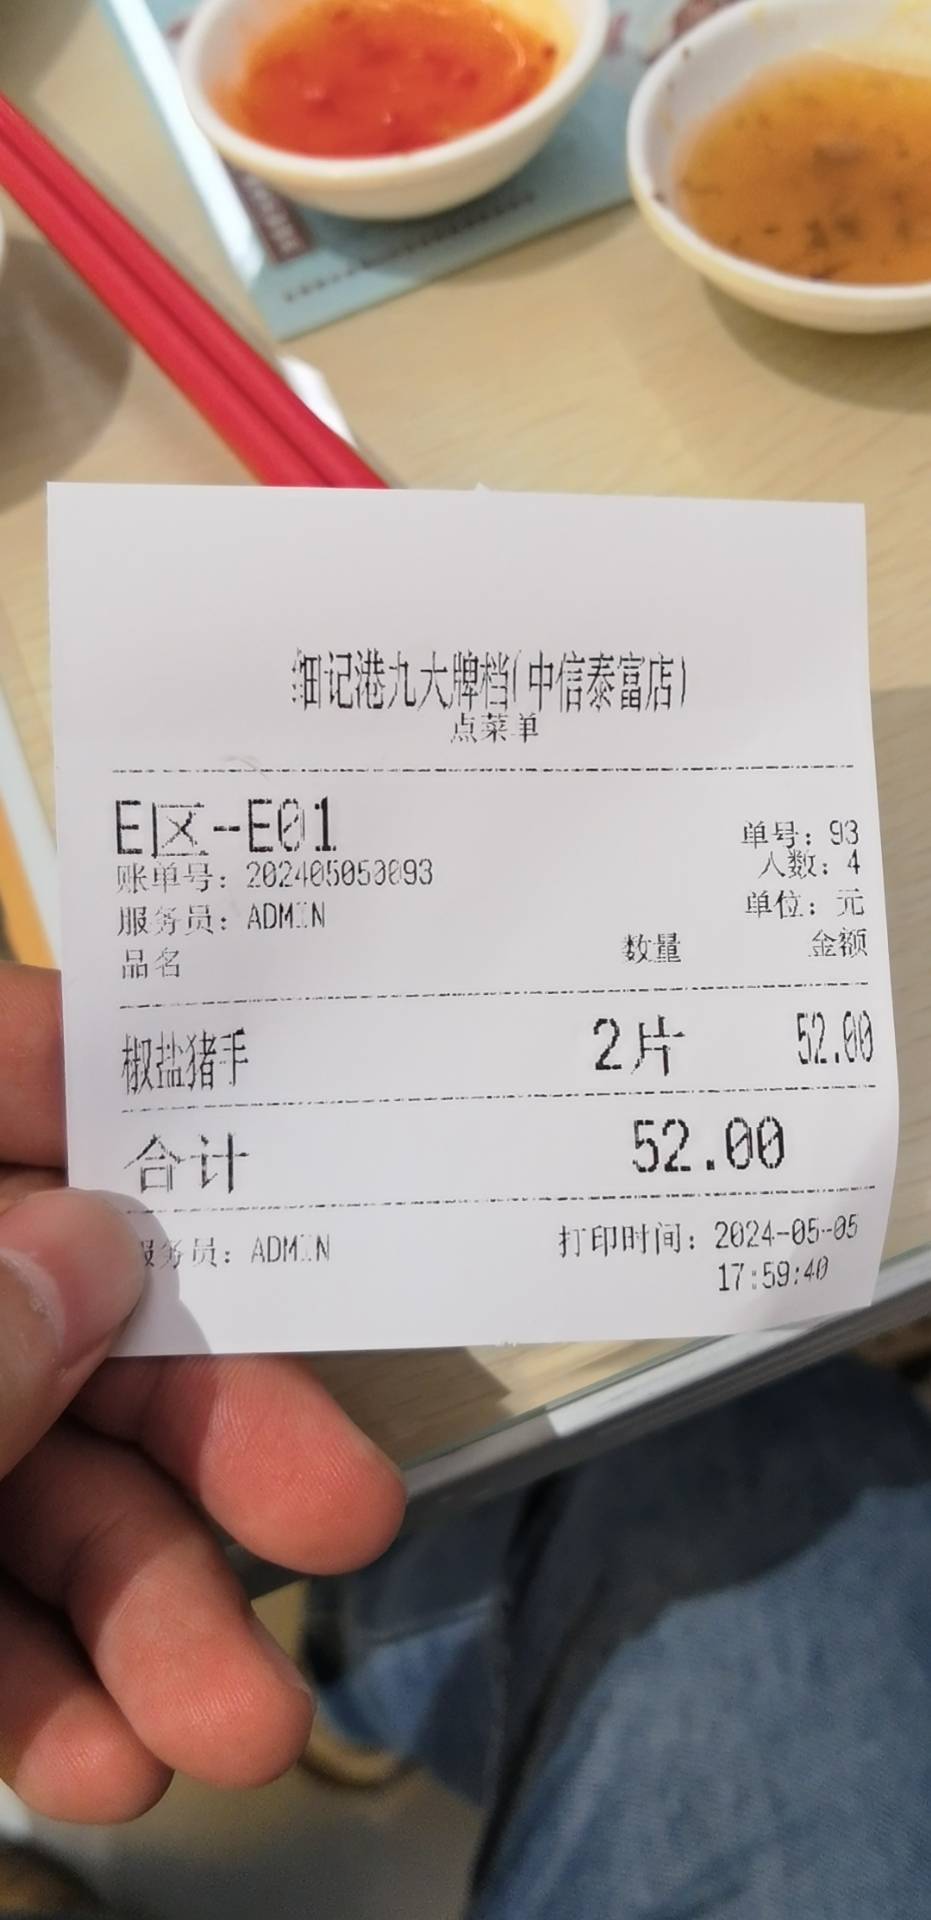 细记港九大牌档(中信泰富店)
点菜单
E区--E01
单号：93
账单号：202405050093
人数：4
服务员：ADMIN
单位：元
品名 数量 金额
椒盐猪手 2片 52.00
合计 52.00
服务员：ADMIN 打印时间：2024-05-05
17:59:40